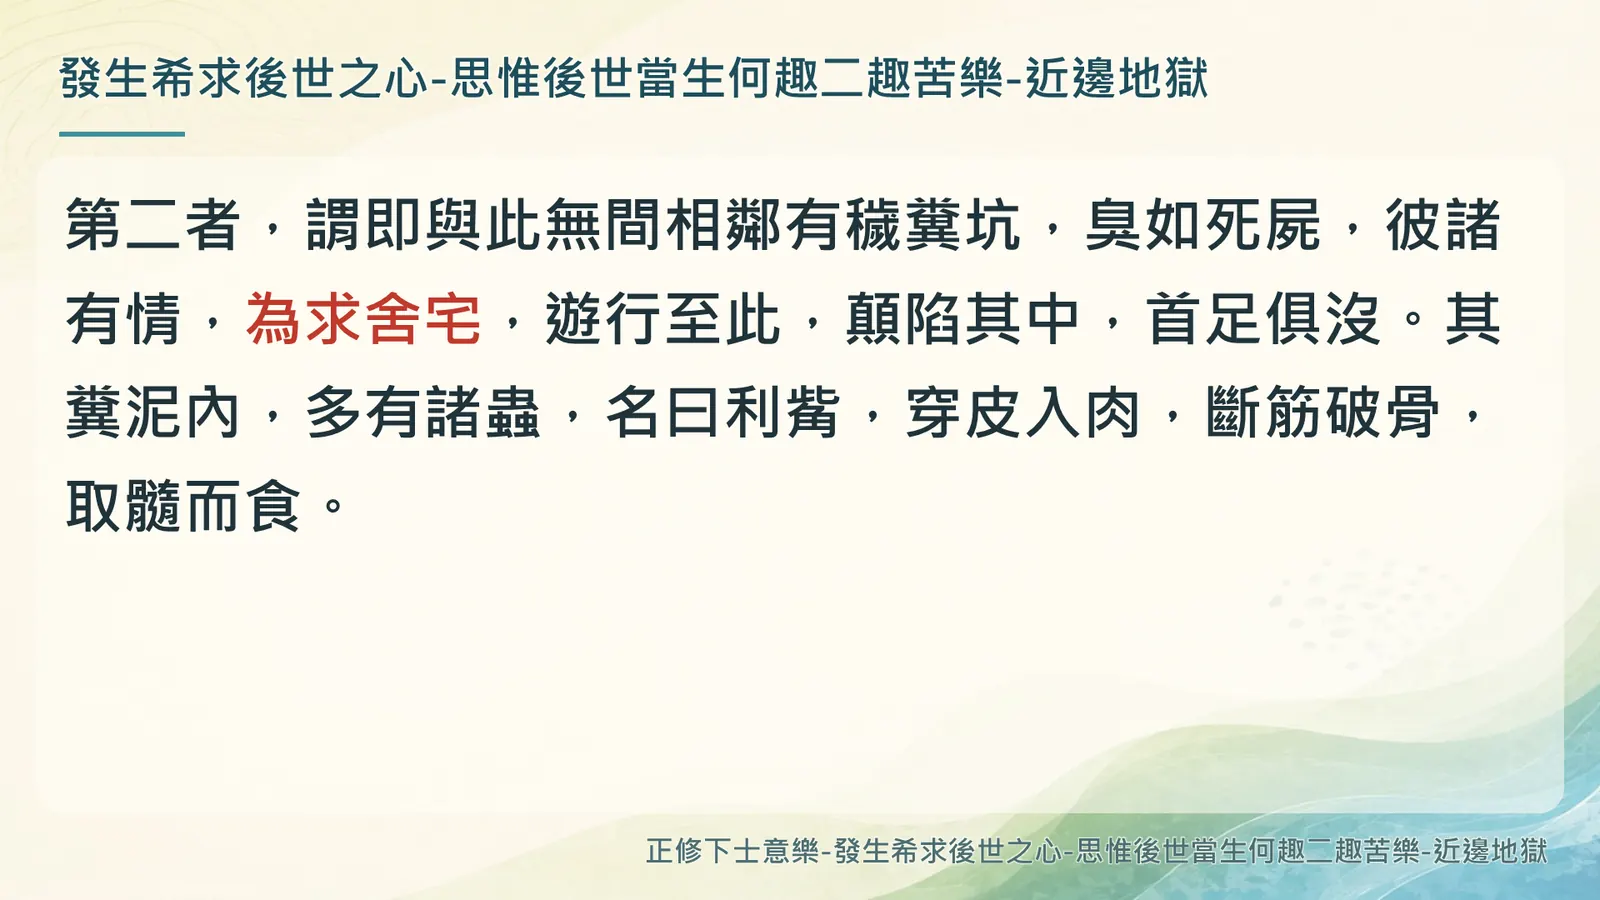 發生希求後世之心-思惟後世當生何趣二趣苦樂-近邊地獄
第二者，謂即與此無間相鄰有穢糞坑，臭如死屍，彼諸
有情，為求舍宅，遊行至此，顛陷其中，首足俱沒。其
糞泥內，多有諸蟲，名曰利觜，穿皮入肉，斷筋破骨，
取髓而食。
正修下士意樂-發生希求後世之心-思惟後世當生何趣二趣苦樂-近邊地獄